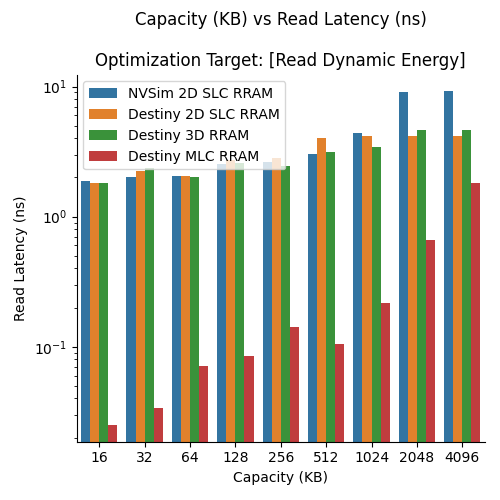 Capacity (KB) vs Read Latency (ns)
Optimization Target: [Read Dynamic Energy]
NVSim 2D SLC RRAM
Destiny 2D SLC RRAM
Destiny 3D RRAM
Destiny MLC RRAM
Read Latency (ns)
10¹
10⁰
10⁻¹
16 32 64 128 256 512 1024 2048 4096
Capacity (KB)